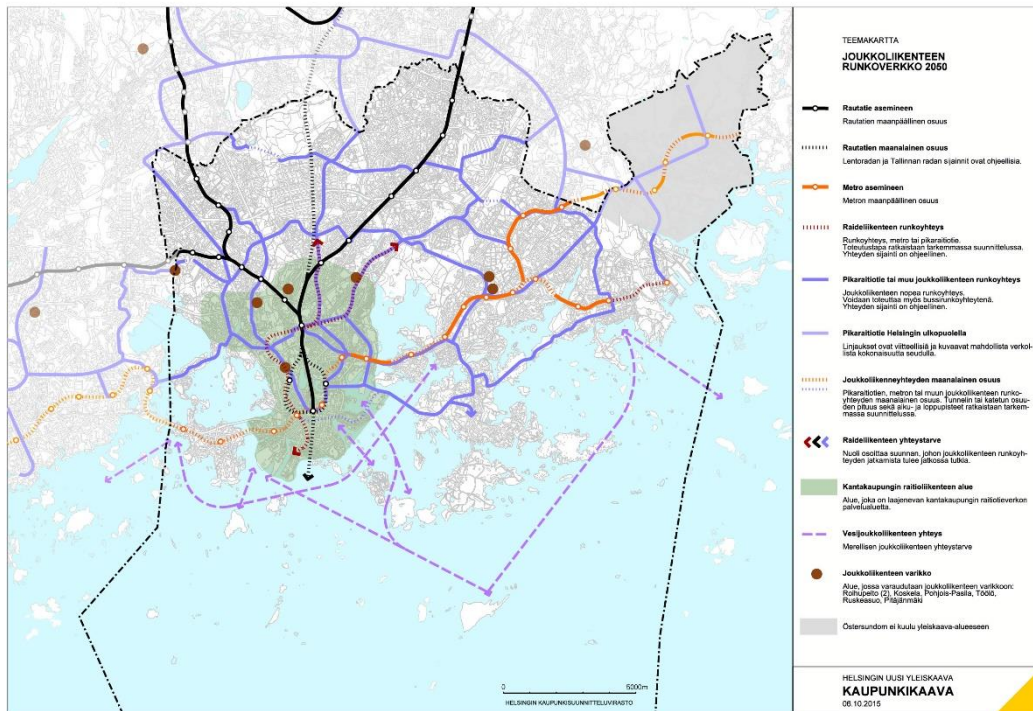 TEEMAKARTTA
JOUKKOLIIKENTEEN
RUNKOVERKKO 2050
Rautatie asemineen
Rautatien maanpäällinen osuus
Rautatien maanalainen osuus
Lentoradan ja Tallinnan radan sijainnit ovat ohjeellisia.
Metro asemineen
Metron maanpäällinen osuus
Raideliikenteen runkoyhteys
Runkoyhteys, metro tai pikaraitiotie.
Toteutustapa ratkaistaan tarkemmassa suunnittelussa.
Yhteyden sijainti on ohjeellinen.
Pikaraitiotie tai muu joukkoliikenteen runkoyhteys
Joukkoliikenteen nopea runkoyhteys.
Voidaan toteuttaa myös bussirunkoyhteytenä.
Yhteyden sijainti on ohjeellinen.
Pikaraitiotie Helsingin ulkopuolella
Linjaukset ovat viitteellisiä ja kuvaavat mahdollista verkol-
lista kokonaisuutta seudulla.
Joukkoliikenneyhteyden maanalainen osuus
Pikaraitiotien, metron tai muun joukkoliikenteen runko-
yhteyden maanalainen osuus. Tunnelin tai katetun osuu-
den pituus sekä alku- ja loppupisteet ratkaistaan tarkem-
massa suunnittelussa.
Raideliikenteen yhteystarve
Nuoli osoittaa suunnan, johon joukkoliikenteen runkoyh-
teyden jatkamista tulee jatkossa tutkia.
Kantakaupungin raitioliikenteen alue
Alue, joka on laajenevan kantakaupungin raitiotieverkon
palvelualuetta.
Vesijoukkoliikenteen yhteys
Merellisen joukkoliikenteen yhteystarve
Joukkoliikenteen varikko
Alue, jossa varaudutaan joukkoliikenteen varikkoon:
Roihupelto (2), Koskela, Pohjois-Pasila, Töölö,
Ruskeasuo, Pitäjänmäki
Östersundom ei kuulu yleiskaava-alueeseen
0 5000m
HELSINGIN KAUPUNKISUUNNITTELUVIRASTO
HELSINGIN UUSI YLEISKAAVA
KAUPUNKIKAAVA
06.10.2015